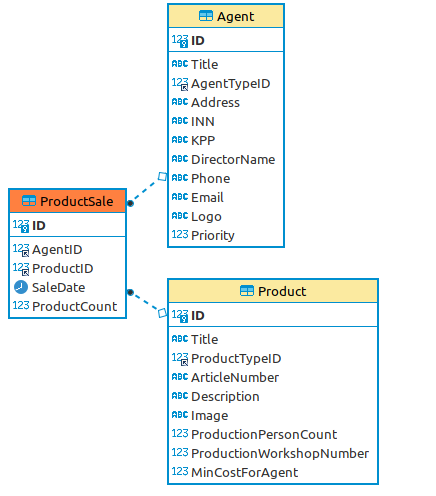 Agent
123 ID
ABC Title
123 AgentTypeID
ABC Address
ABC INN
ABC KPP
ABC DirectorName
ABC Phone
ABC Email
ABC Logo
123 Priority
ProductSale
123 ID
123 AgentID
123 ProductID
SaleDate
123 ProductCount
Product
123 ID
ABC Title
123 ProductTypeID
ABC ArticleNumber
ABC Description
ABC Image
123 ProductionPersonCount
123 ProductionWorkshopNumber
123 MinCostForAgent